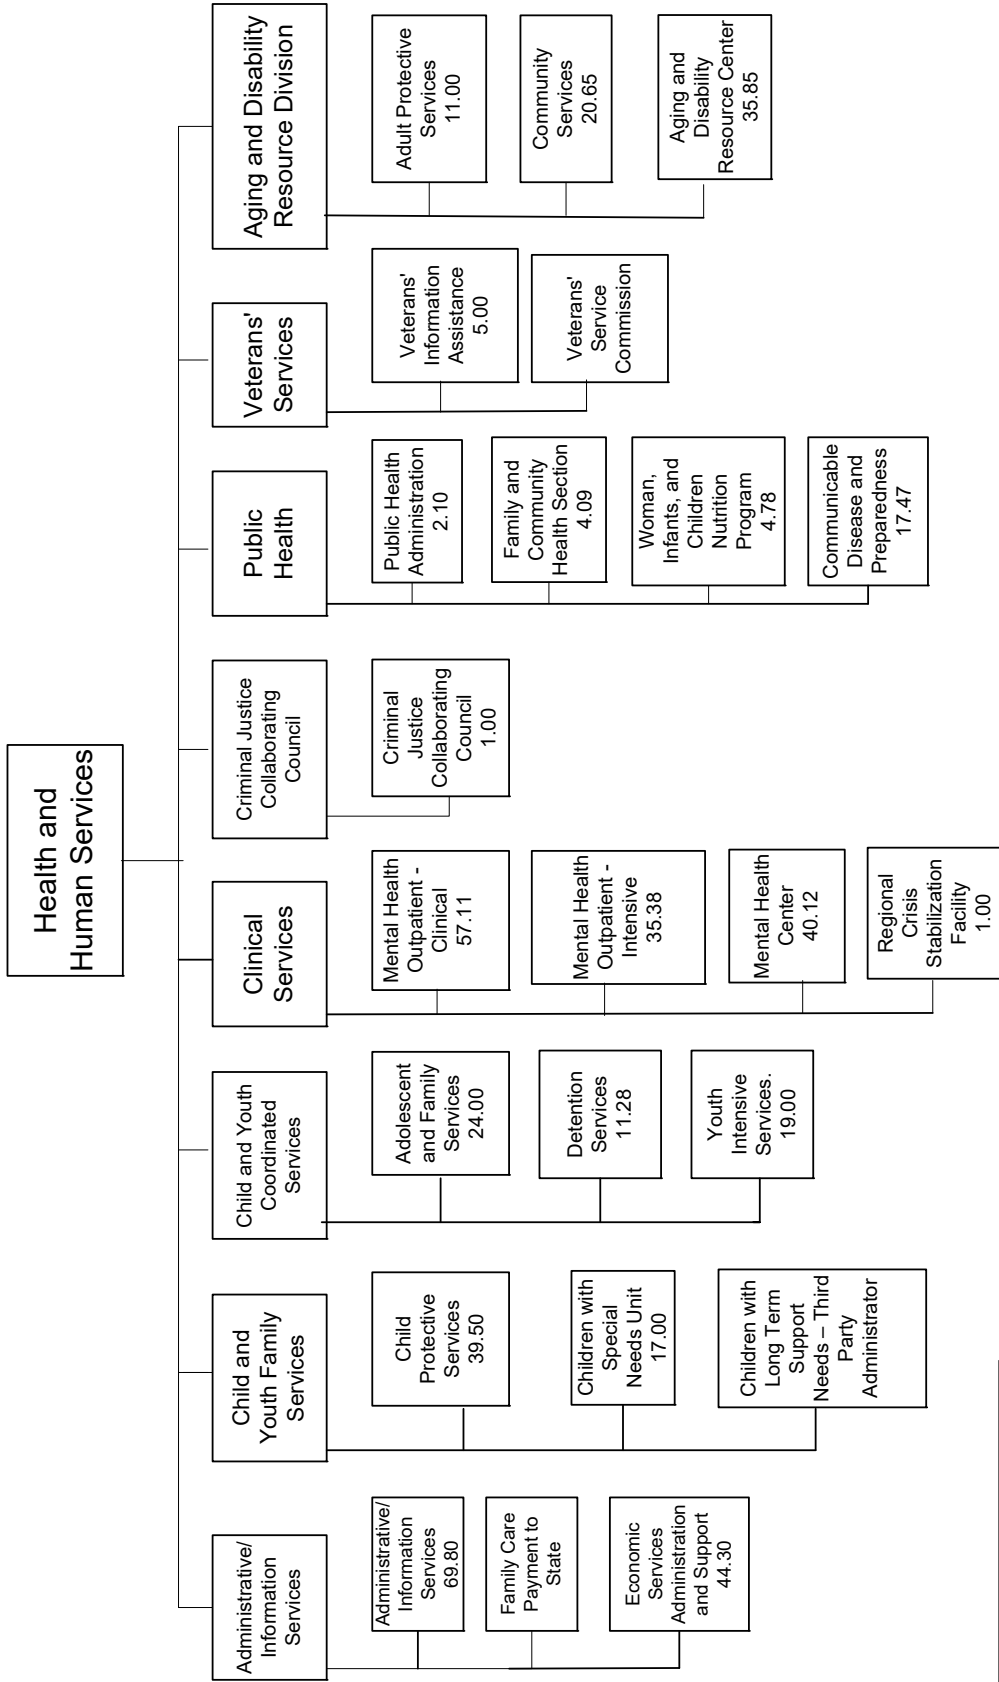 Health and
Human Services
Administrative/
Information
Services
Administrative/
Information
Services
69.80
Family Care
Payment to
State
Economic
Services
Administration
and Support
44.30
Child and
Youth Family
Services
Child
Protective
Services
39.50
Children with
Special
Needs Unit
17.00
Children with
Long Term
Support
Needs – Third
Party
Administrator
Child and Youth
Coordinated
Services
Adolescent
and Family
Services
24.00
Detention
Services
11.28
Youth
Intensive
Services.
19.00
Clinical
Services
Mental Health
Outpatient -
Clinical
57.11
Mental Health
Outpatient -
Intensive
35.38
Mental Health
Center
40.12
Regional
Crisis
Stabilization
Facility
1.00
Criminal Justice
Collaborating
Council
Criminal
Justice
Collaborating
Council
1.00
Public
Health
Public Health
Administration
2.10
Family and
Community
Health Section
4.09
Woman,
Infants, and
Children
Nutrition
Program
4.78
Communicable
Disease and
Preparedness
17.47
Veterans'
Services
Veterans'
Information
Assistance
5.00
Veterans'
Service
Commission
Aging and Disability
Resource Division
Adult Protective
Services
11.00
Community
Services
20.65
Aging and
Disability
Resource Center
35.85